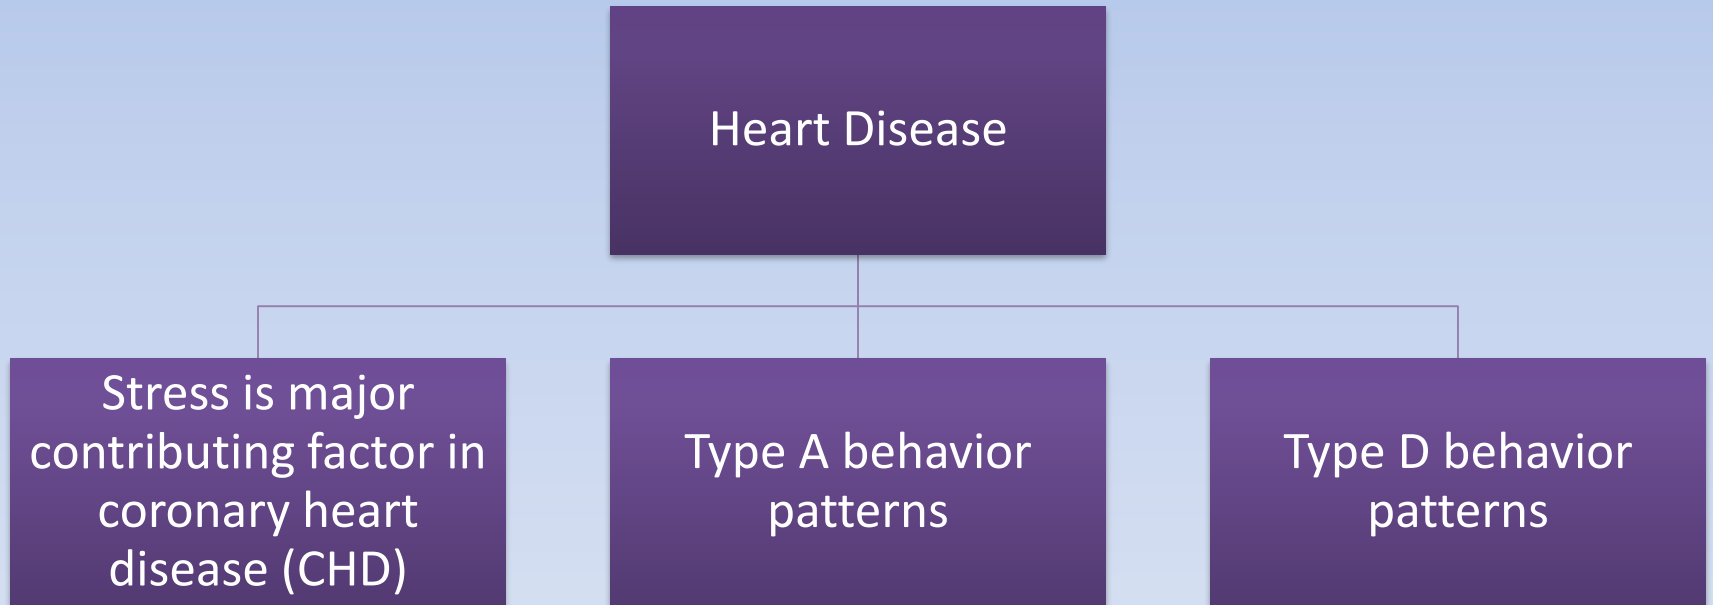 Heart Disease
Stress is major
contributing factor in
coronary heart
disease (CHD)
Type A behavior
patterns
Type D behavior
patterns